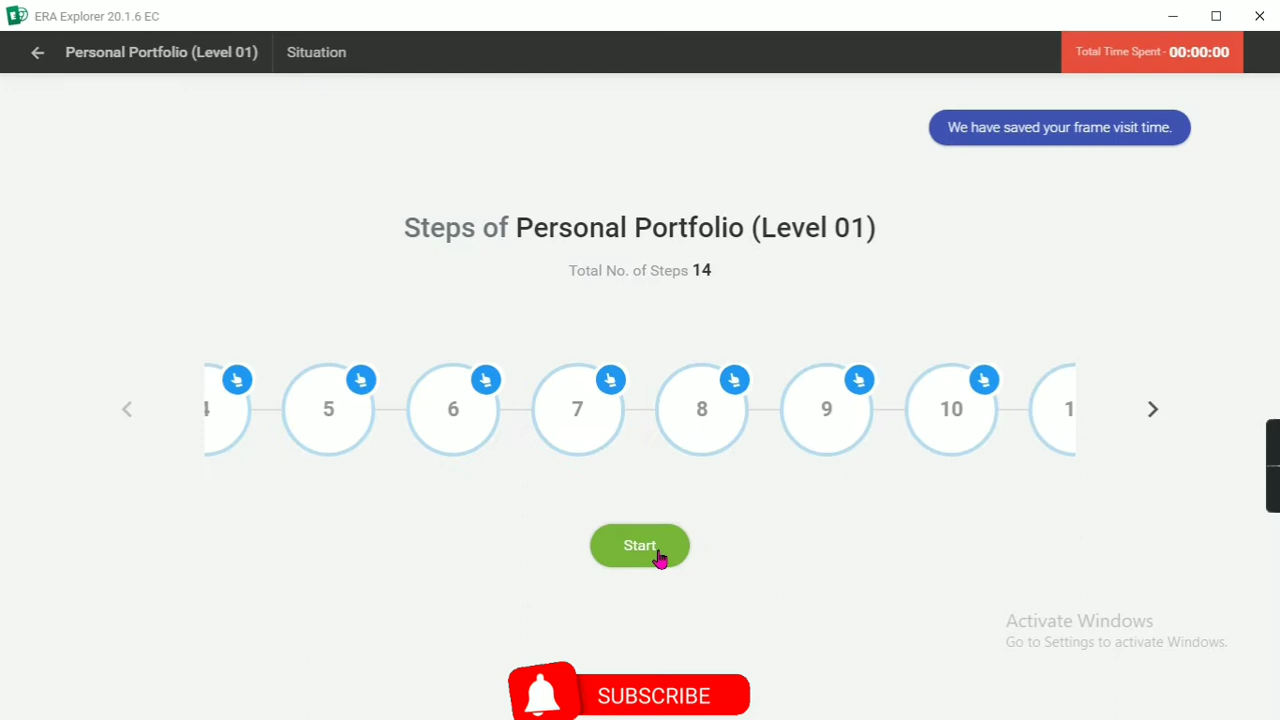 ERA Explorer 20.1.6 EC
Personal Portfolio (Level 01)
Situation
Total Time Spent - 00:00:00
We have saved your frame visit time.
Steps of Personal Portfolio (Level 01)
Total No. of Steps 14
4 5 6 7 8 9 10 1
Start
Activate Windows
Go to Settings to activate Windows.
SUBSCRIBE